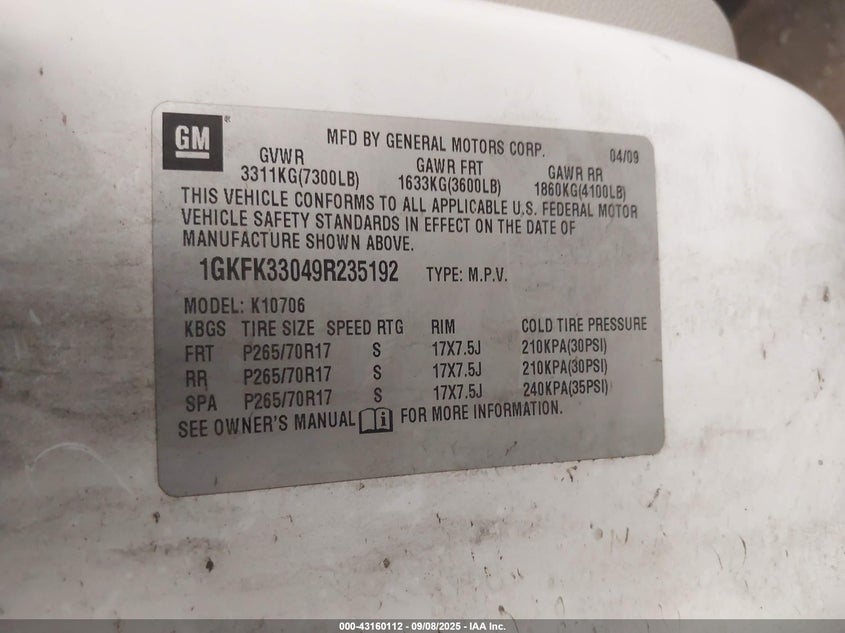 GM®
MFD BY GENERAL MOTORS CORP. 04/09
GVWR GAWR FRT GAWR RR
3311KG(7300LB) 1633KG(3600LB) 1860KG(4100LB)
THIS VEHICLE CONFORMS TO ALL APPLICABLE U.S. FEDERAL MOTOR
VEHICLE SAFETY STANDARDS IN EFFECT ON THE DATE OF
MANUFACTURE SHOWN ABOVE.
1GKFK33049R235192 TYPE: M.P.V.
MODEL: K10706
KBGS TIRE SIZE SPEED RTG RIM COLD TIRE PRESSURE
FRT P265/70R17 S 17X7.5J 210KPA(30PSI)
RR P265/70R17 S 17X7.5J 210KPA(30PSI)
SPA P265/70R17 S 17X7.5J 240KPA(35PSI)
SEE OWNER'S MANUAL i FOR MORE INFORMATION.
000-43160112 - 09/08/2025 - IAA Inc.